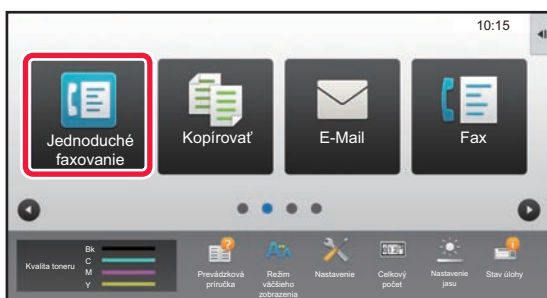 10:15
Jednoduché
faxovanie
Kopírovať
E-Mail
Fax
Kvalita toneru
Bk
C
M
Y
Prevádzková
príručka
Režim
väčšieho
zobrazenia
Nastavenie
Celkový
počet
Nastavenie
jasu
Stav úlohy